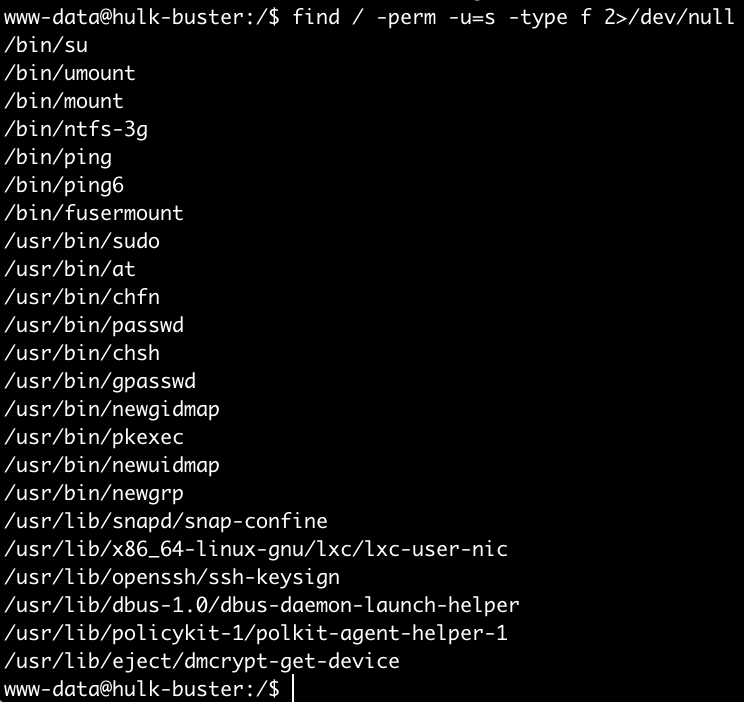 www-data@hulk-buster:/$ find / -perm -u=s -type f 2>/dev/null
/bin/su
/bin/umount
/bin/mount
/bin/ntfs-3g
/bin/ping
/bin/ping6
/bin/fusermount
/usr/bin/sudo
/usr/bin/at
/usr/bin/chfn
/usr/bin/passwd
/usr/bin/chsh
/usr/bin/gpasswd
/usr/bin/newgidmap
/usr/bin/pkexec
/usr/bin/newuidmap
/usr/bin/newgrp
/usr/lib/snapd/snap-confine
/usr/lib/x86_64-linux-gnu/lxc/lxc-user-nic
/usr/lib/openssh/ssh-keysign
/usr/lib/dbus-1.0/dbus-daemon-launch-helper
/usr/lib/policykit-1/polkit-agent-helper-1
/usr/lib/eject/dmcrypt-get-device
www-data@hulk-buster:/$